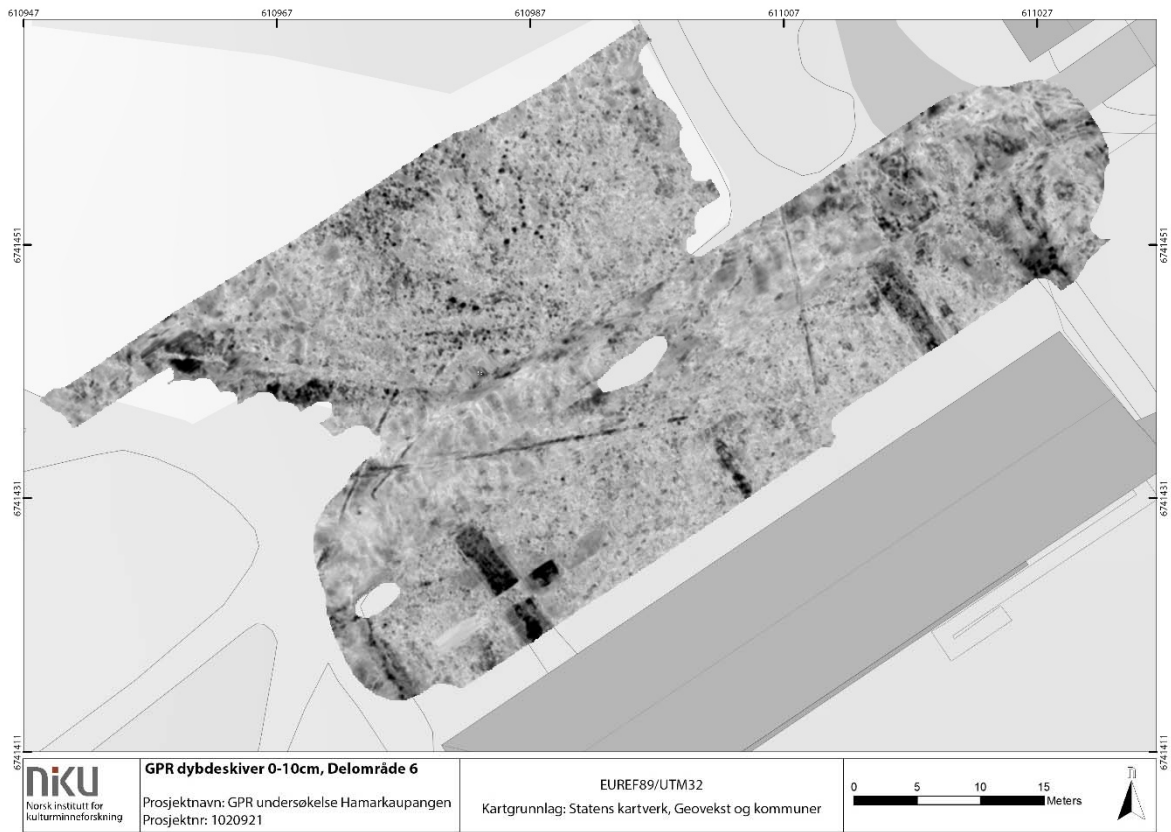 610947 610967 610987 611007 611027
6741451 6741451
6741431 6741431
6741411 6741411
niku
Norsk institutt for
kulturminneforskning
GPR dybdeskiver 0-10cm, Delområde 6
Prosjektnavn: GPR undersøkelse Hamarkaupangen
Prosjektnr: 1020921
EUREF89/UTM32
Kartgrunnlag: Statens kartverk, Geovekst og kommuner
0 5 10 15
Meters